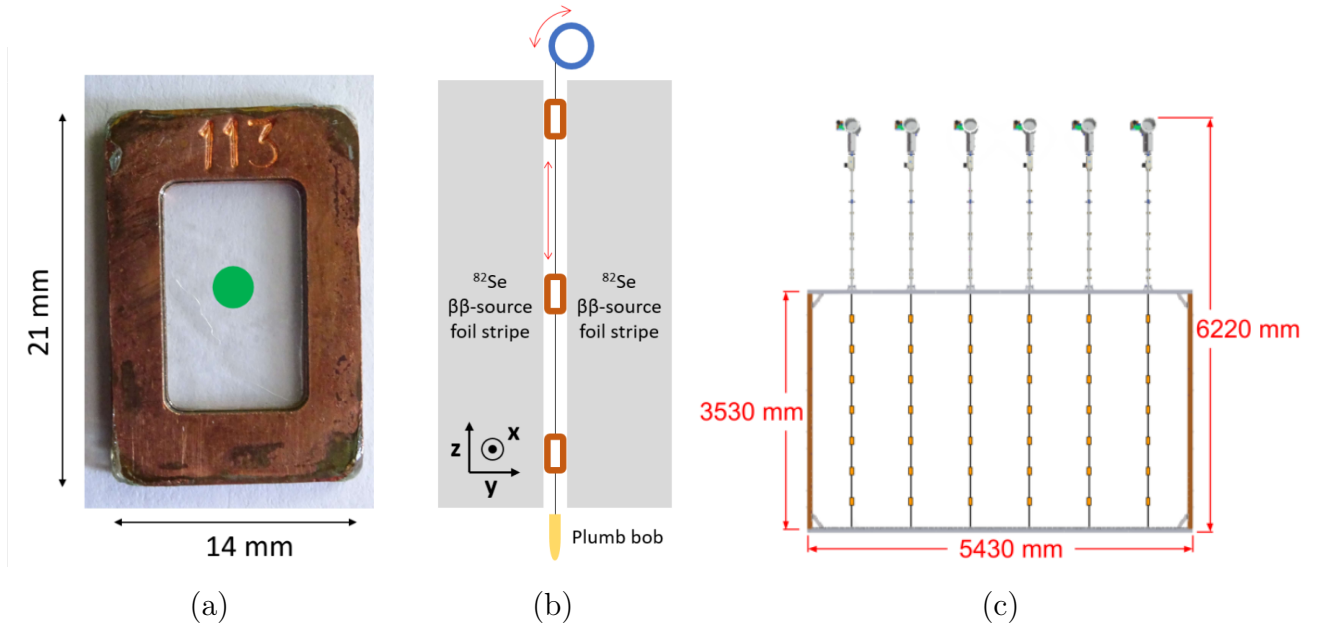 113
21 mm
14 mm
(a)
⁸²Se
ββ-source
foil stripe
⁸²Se
ββ-source
foil stripe
z
x
y
Plumb bob
(b)
3530 mm
6220 mm
5430 mm
(c)